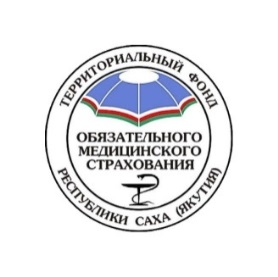 ТЕРРИТОРИАЛЬНЫЙ ФОНД
ОБЯЗАТЕЛЬНОГО
МЕДИЦИНСКОГО
СТРАХОВАНИЯ
РЕСПУБЛИКИ САХА (ЯКУТИЯ)